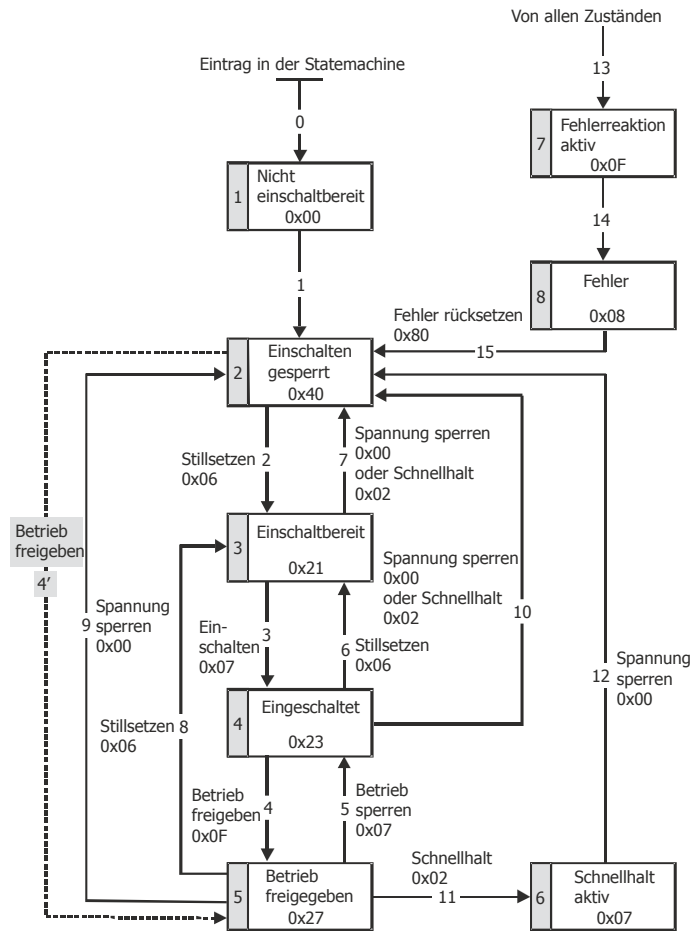 Von allen Zuständen
13
Eintrag in der Statemachine
0
7
Fehlerreaktion
aktiv
0x0F
1
Nicht
einschaltbereit
0x00
14
1
8
Fehler
0x08
Fehler rücksetzen
0x80
15
2
Einschalten
gesperrt
0x40
Stillsetzen 2
0x06
7
Spannung sperren
0x00
oder Schnellhalt
0x02
Betrieb
freigeben
4’
3
Einschaltbereit
0x21
Spannung sperren
0x00
oder Schnellhalt
0x02
10
9
Spannung
sperren
0x00
Ein-
schalten
0x07
3
6
Stillsetzen
0x06
12
Spannung
sperren
0x00
4
Eingeschaltet
0x23
Stillsetzen 8
0x06
Betrieb
freigeben
0x0F
4
5
Betrieb
sperren
0x07
Schnellhalt
0x02
11
5
Betrieb
freigegeben
0x27
6
Schnellhalt
aktiv
0x07